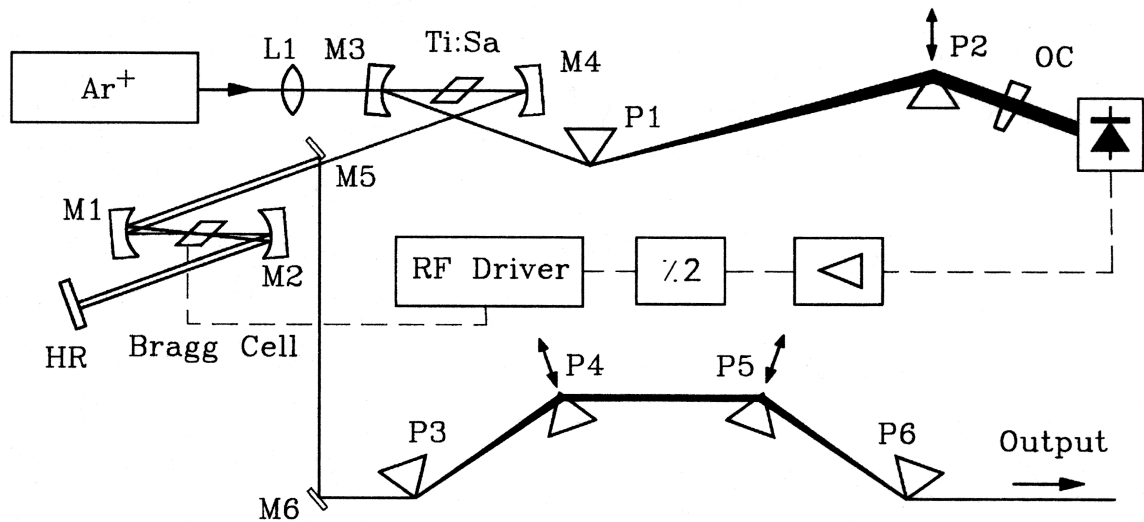 Ar+
L1
M3
Ti:Sa
M4
P2
OC
P1
M5
M1
M2
HR
Bragg Cell
RF Driver
٪2
P4
P5
P3
P6
Output
M6